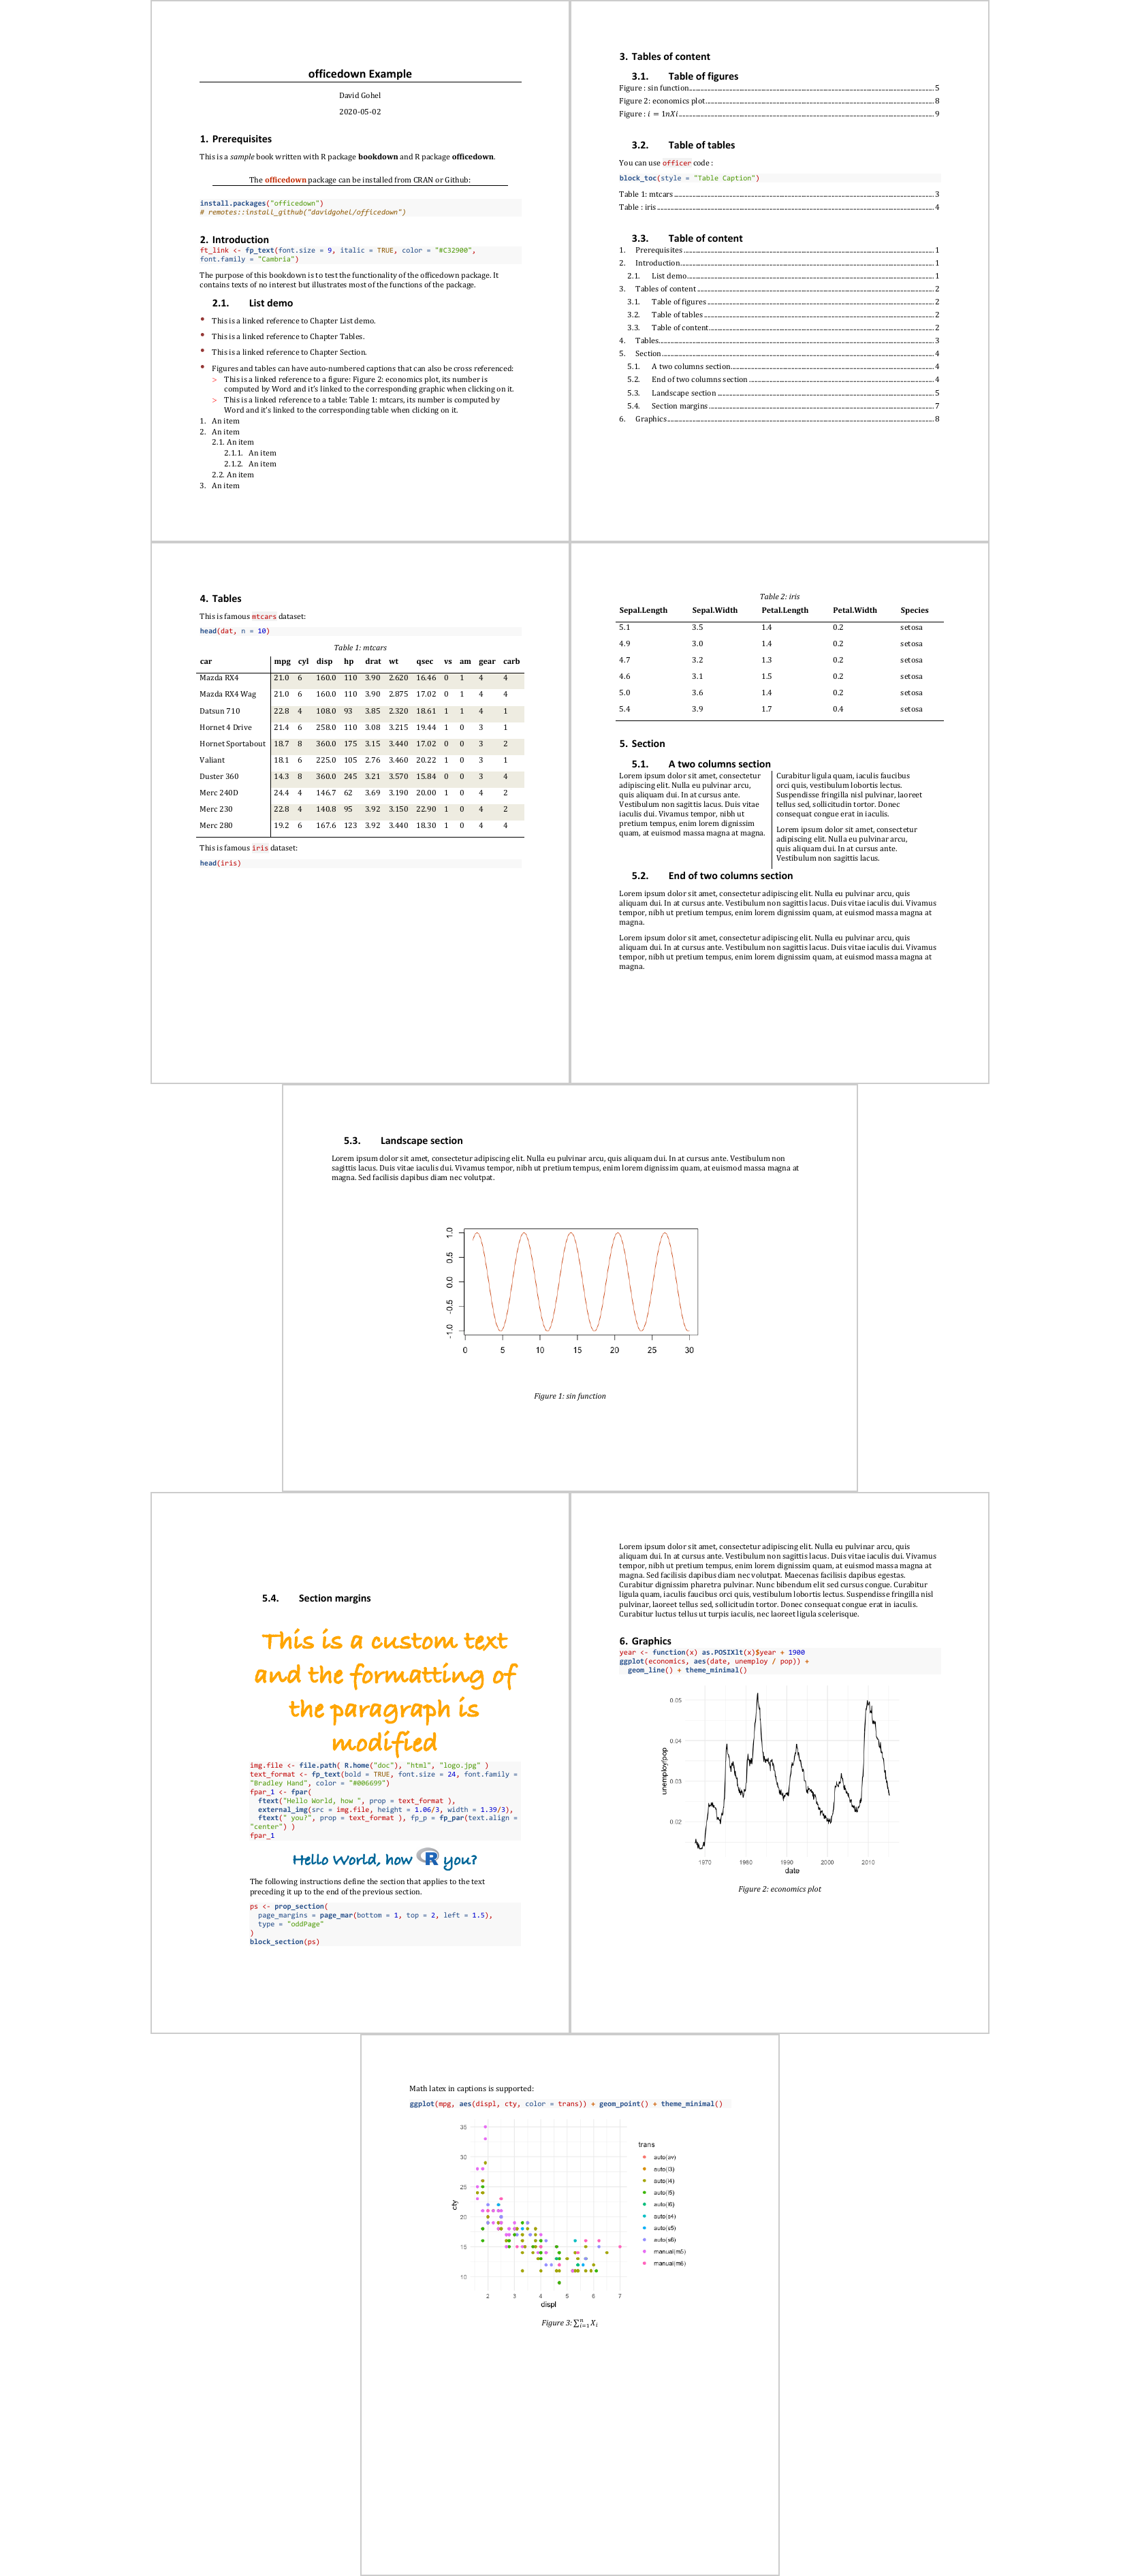 officedown Example
David Gohel
2020-05-02
1. Prerequisites
This is a sample book written with R package bookdown and R package officedown.
The officedown package can be installed from CRAN or Github:
install.packages("officedown")
# remotes::install_github("davidgohel/officedown")
2. Introduction
ft_link <- fp_text(font.size = 9, italic = TRUE, color = "#C32900",
font.family = "Cambria")
The purpose of this bookdown is to test the functionality of the officedown package. It
contains texts of no interest but illustrates most of the functions of the package.
2.1. List demo
• This is a linked reference to Chapter List demo.
• This is a linked reference to Chapter Tables.
• This is a linked reference to Chapter Section.
• Figures and tables can have auto-numbered captions that can also be cross referenced:
> This is a linked reference to a figure: Figure 2: economics plot, its number is
computed by Word and it's linked to the corresponding graphic when clicking on it.
> This is a linked reference to a table: Table 1: mtcars, its number is computed by
Word and it's linked to the corresponding table when clicking on it.
1. An item
2. An item
2.1. An item
2.1.1. An item
2.1.2. An item
2.2. An item
3. An item
3. Tables of content
3.1. Table of figures
Figure : sin function 5
Figure 2: economics plot 8
Figure : i = 1nXi 9
3.2. Table of tables
You can use officer code :
block_toc(style = "Table Caption")
Table 1: mtcars 3
Table : iris 4
3.3. Table of content
1. Prerequisites 1
2. Introduction 1
2.1. List demo 1
3. Tables of content 2
3.1. Table of figures 2
3.2. Table of tables 2
3.3. Table of content 2
4. Tables 3
5. Section 4
5.1. A two columns section 4
5.2. End of two columns section 4
5.3. Landscape section 5
5.4. Section margins 7
6. Graphics 8
4. Tables
This is famous mtcars dataset:
head(dat, n = 10)
Table 1: mtcars
car mpg cyl disp hp drat wt qsec vs am gear carb
Mazda RX4 21.0 6 160.0 110 3.90 2.620 16.46 0 1 4 4
Mazda RX4 Wag 21.0 6 160.0 110 3.90 2.875 17.02 0 1 4 4
Datsun 710 22.8 4 108.0 93 3.85 2.320 18.61 1 1 4 1
Hornet 4 Drive 21.4 6 258.0 110 3.08 3.215 19.44 1 0 3 1
Hornet Sportabout 18.7 8 360.0 175 3.15 3.440 17.02 0 0 3 2
Valiant 18.1 6 225.0 105 2.76 3.460 20.22 1 0 3 1
Duster 360 14.3 8 360.0 245 3.21 3.570 15.84 0 0 3 4
Merc 240D 24.4 4 146.7 62 3.69 3.190 20.00 1 0 4 2
Merc 230 22.8 4 140.8 95 3.92 3.150 22.90 1 0 4 2
Merc 280 19.2 6 167.6 123 3.92 3.440 18.30 1 0 4 4
This is famous iris dataset:
head(iris)
Table 2: iris
Sepal.Length Sepal.Width Petal.Length Petal.Width Species
5.1 3.5 1.4 0.2 setosa
4.9 3.0 1.4 0.2 setosa
4.7 3.2 1.3 0.2 setosa
4.6 3.1 1.5 0.2 setosa
5.0 3.6 1.4 0.2 setosa
5.4 3.9 1.7 0.4 setosa
5. Section
5.1. A two columns section
Lorem ipsum dolor sit amet, consectetur
adipiscing elit. Nulla eu pulvinar arcu,
quis aliquam dui. In at cursus ante.
Vestibulum non sagittis lacus. Duis vitae
iaculis dui. Vivamus tempor, nibh ut
pretium tempus, enim lorem dignissim
quam, at euismod massa magna at magna.
Curabitur ligula quam, iaculis faucibus
orci quis, vestibulum lobortis lectus.
Suspendisse fringilla nisl pulvinar, laoreet
tellus sed, sollicitudin tortor. Donec
consequat congue erat in iaculis.
Lorem ipsum dolor sit amet, consectetur
adipiscing elit. Nulla eu pulvinar arcu,
quis aliquam dui. In at cursus ante.
Vestibulum non sagittis lacus.
5.2. End of two columns section
Lorem ipsum dolor sit amet, consectetur adipiscing elit. Nulla eu pulvinar arcu, quis
aliquam dui. In at cursus ante. Vestibulum non sagittis lacus. Duis vitae iaculis dui. Vivamus
tempor, nibh ut pretium tempus, enim lorem dignissim quam, at euismod massa magna at
magna.
Lorem ipsum dolor sit amet, consectetur adipiscing elit. Nulla eu pulvinar arcu, quis
aliquam dui. In at cursus ante. Vestibulum non sagittis lacus. Duis vitae iaculis dui. Vivamus
tempor, nibh ut pretium tempus, enim lorem dignissim quam, at euismod massa magna at
magna.
5.3. Landscape section
Lorem ipsum dolor sit amet, consectetur adipiscing elit. Nulla eu pulvinar arcu, quis aliquam dui. In at cursus ante. Vestibulum non
sagittis lacus. Duis vitae iaculis dui. Vivamus tempor, nibh ut pretium tempus, enim lorem dignissim quam, at euismod massa magna at
magna. Sed facilisis dapibus diam nec volutpat.
1.0
0.5
0.0
-0.5
-1.0
0 5 10 15 20 25 30
Figure 1: sin function
5.4. Section margins
This is a custom text
and the formatting of
the paragraph is
modified
img.file <- file.path( R.home("doc"), "html", "logo.jpg" )
text_format <- fp_text(bold = TRUE, font.size = 24, font.family =
"Bradley Hand", color = "#006699")
fpar_1 <- fpar(
ftext("Hello World, how ", prop = text_format ),
external_img(src = img.file, height = 1.06/3, width = 1.39/3),
ftext(" you?", prop = text_format ), fp_p = fp_par(text.align =
"center") )
fpar_1
Hello World, how R you?
The following instructions define the section that applies to the text
preceding it up to the end of the previous section.
ps <- prop_section(
page_margins = page_mar(bottom = 1, top = 2, left = 1.5),
type = "oddPage"
)
block_section(ps)
Lorem ipsum dolor sit amet, consectetur adipiscing elit. Nulla eu pulvinar arcu, quis
aliquam dui. In at cursus ante. Vestibulum non sagittis lacus. Duis vitae iaculis dui. Vivamus
tempor, nibh ut pretium tempus, enim lorem dignissim quam, at euismod massa magna at
magna. Sed facilisis dapibus diam nec volutpat. Maecenas facilisis dapibus egestas.
Curabitur dignissim pharetra pulvinar. Nunc bibendum elit sed cursus congue. Curabitur
ligula quam, iaculis faucibus orci quis, vestibulum lobortis lectus. Suspendisse fringilla nisl
pulvinar, laoreet tellus sed, sollicitudin tortor. Donec consequat congue erat in iaculis.
Curabitur luctus tellus ut turpis iaculis, nec laoreet ligula scelerisque.
6. Graphics
year <- function(x) as.POSIXlt(x)$year + 1900
ggplot(economics, aes(date, unemploy / pop)) +
geom_line() + theme_minimal()
0.05
0.04
0.03
0.02
unemploy/pop
1970 1980 1990 2000 2010
date
Figure 2: economics plot
Math latex in captions is supported:
ggplot(mpg, aes(displ, cty, color = trans)) + geom_point() + theme_minimal()
35
30
25
20
15
10
cty
2 3 4 5 6 7
displ
trans
auto(av)
auto(l3)
auto(l4)
auto(l5)
auto(l6)
auto(s4)
auto(s5)
auto(s6)
manual(m5)
manual(m6)
Figure 3: ∑ⁿᵢ₌₁ Xᵢ